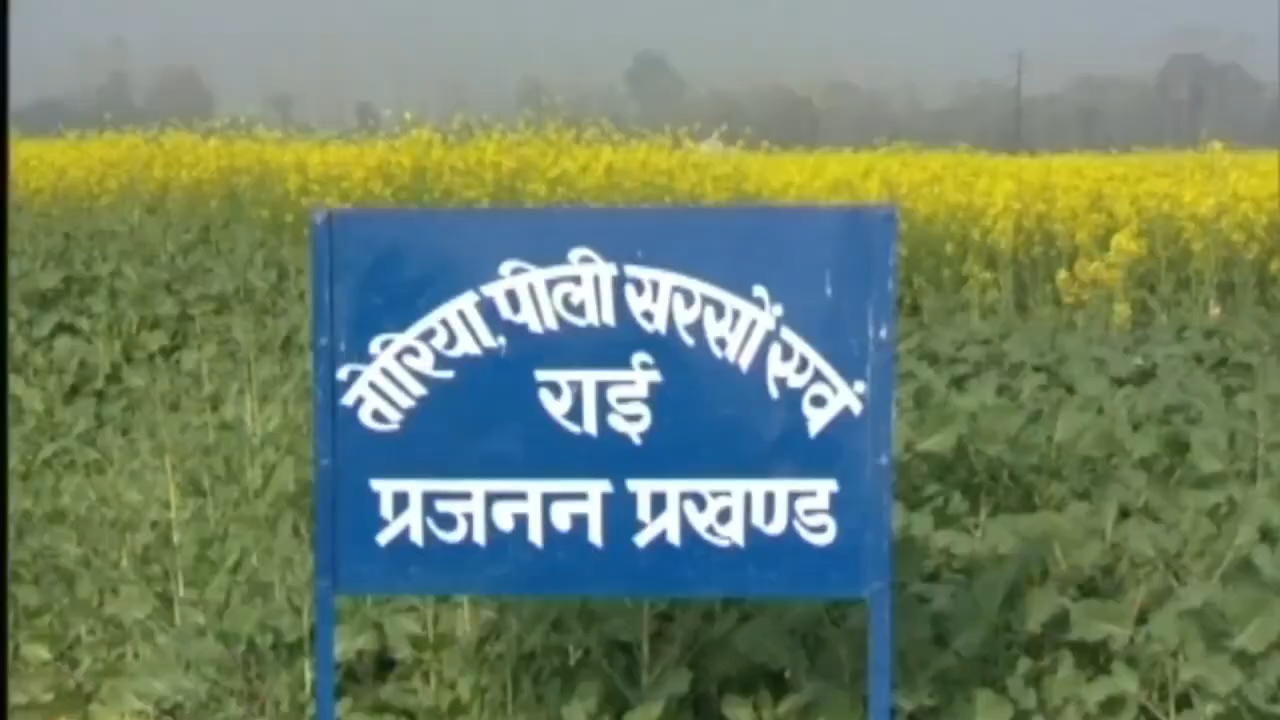 तोरिया, पीली सरसों एवं
राई
प्रजनन प्रखण्ड